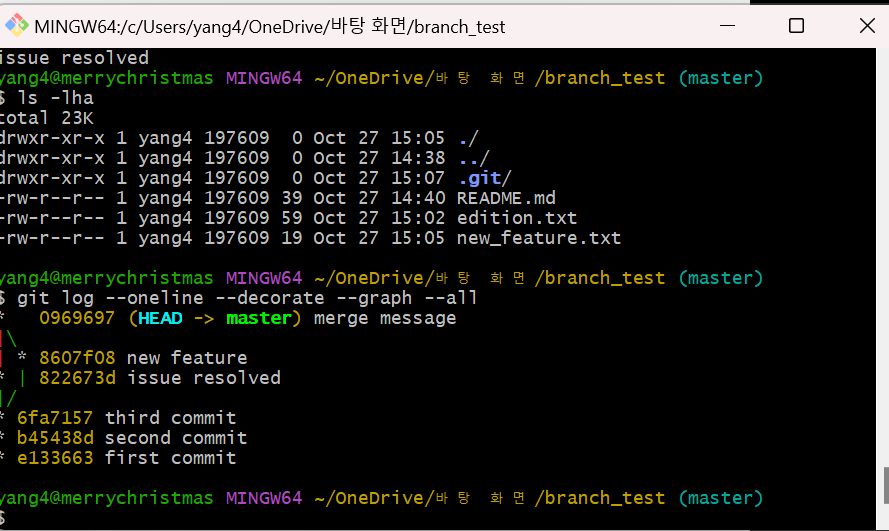 MINGW64:/c/Users/yang4/OneDrive/바탕 화면/branch_test
issue resolved
yang4@merrychristmas MINGW64 ~/OneDrive/바탕 화면/branch_test (master)
$ ls -lha
total 23K
drwxr-xr-x 1 yang4 197609  0 Oct 27 15:05 ./
drwxr-xr-x 1 yang4 197609  0 Oct 27 14:38 ../
drwxr-xr-x 1 yang4 197609  0 Oct 27 15:07 .git/
-rw-r--r-- 1 yang4 197609 39 Oct 27 14:40 README.md
-rw-r--r-- 1 yang4 197609 59 Oct 27 15:02 edition.txt
-rw-r--r-- 1 yang4 197609 19 Oct 27 15:05 new_feature.txt
yang4@merrychristmas MINGW64 ~/OneDrive/바탕 화면/branch_test (master)
$ git log --oneline --decorate --graph --all
*   0969697 (HEAD -> master) merge message
|\
| * 8607f08 new feature
* | 822673d issue resolved
|/
* 6fa7157 third commit
* b45438d second commit
* e133663 first commit
yang4@merrychristmas MINGW64 ~/OneDrive/바탕 화면/branch_test (master)
$